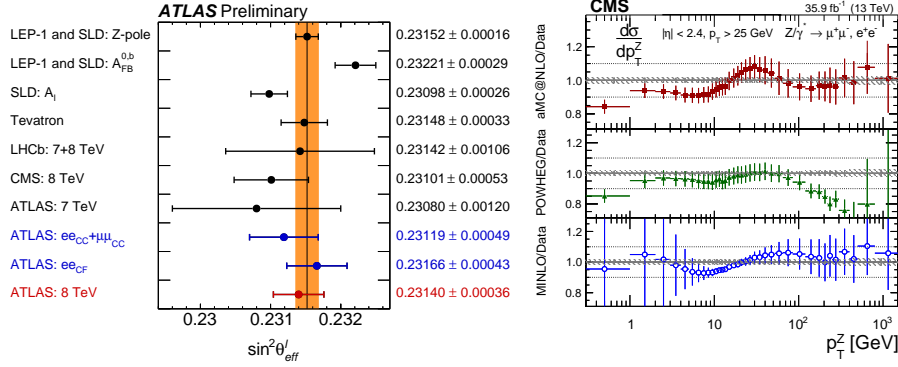 ATLAS Preliminary
LEP-1 and SLD: Z-pole 0.23152 ± 0.00016
LEP-1 and SLD: A_FB^0,b 0.23221 ± 0.00029
SLD: A_l 0.23098 ± 0.00026
Tevatron 0.23148 ± 0.00033
LHCb: 7+8 TeV 0.23142 ± 0.00106
CMS: 8 TeV 0.23101 ± 0.00053
ATLAS: 7 TeV 0.23080 ± 0.00120
ATLAS: ee_CC+μμ_CC 0.23119 ± 0.00049
ATLAS: ee_CF 0.23166 ± 0.00043
ATLAS: 8 TeV 0.23140 ± 0.00036
0.23 0.231 0.232
sin²θ^l_eff
CMS 35.9 fb⁻¹ (13 TeV)
dσ/dp_T^Z |η| < 2.4, p_T > 25 GeV Z/γ* → μ⁺μ⁻, e⁺e⁻
aMC@NLO/Data
1.2
1.0
0.8
POWHEG/Data
1.2
1.0
0.8
MINLO/Data
1.2
1.0
0.8
1 10 10² 10³
p_T^Z [GeV]